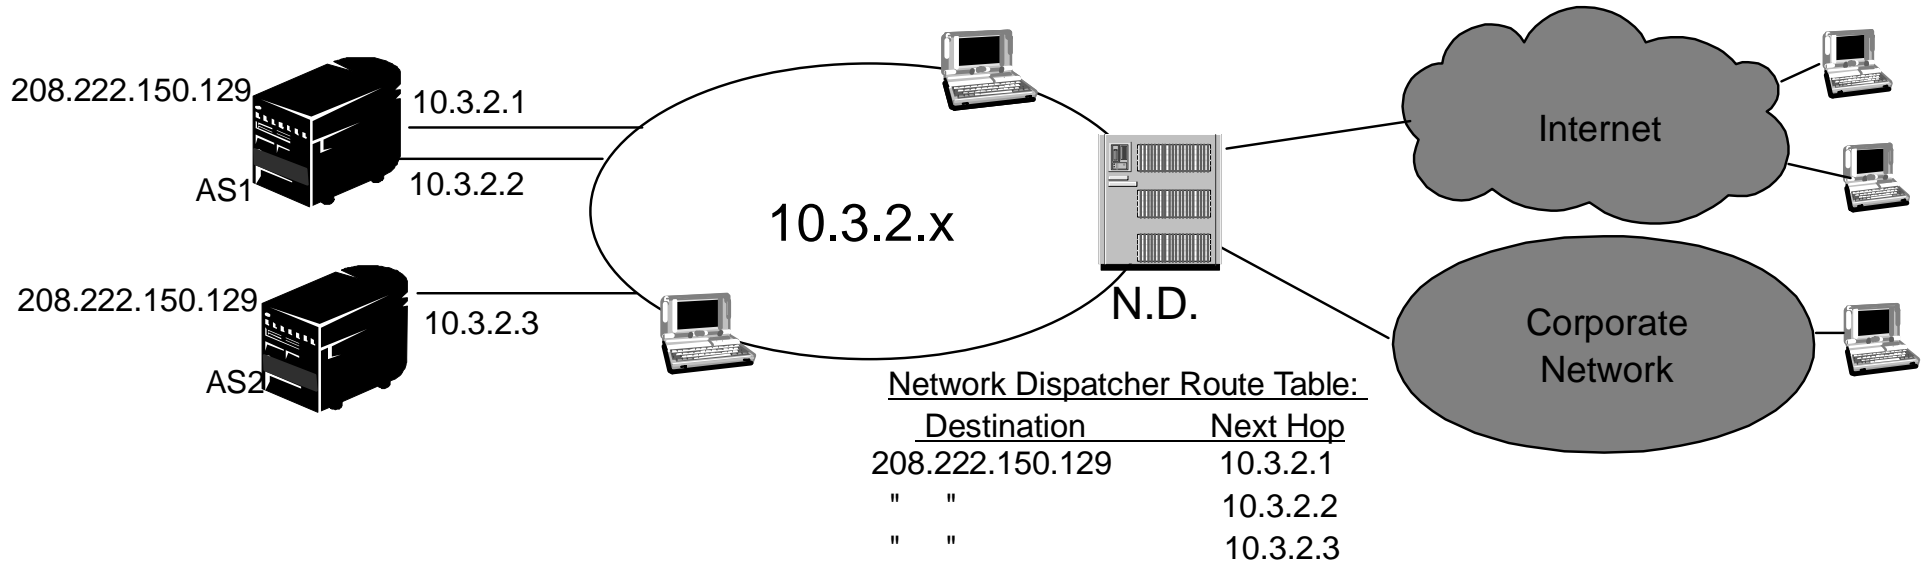 208.222.150.129
10.3.2.1
10.3.2.2
AS1
208.222.150.129
10.3.2.3
AS2
10.3.2.x
N.D.
Internet
Corporate
Network
Network Dispatcher Route Table:
Destination Next Hop
208.222.150.129 10.3.2.1
" " 10.3.2.2
" " 10.3.2.3